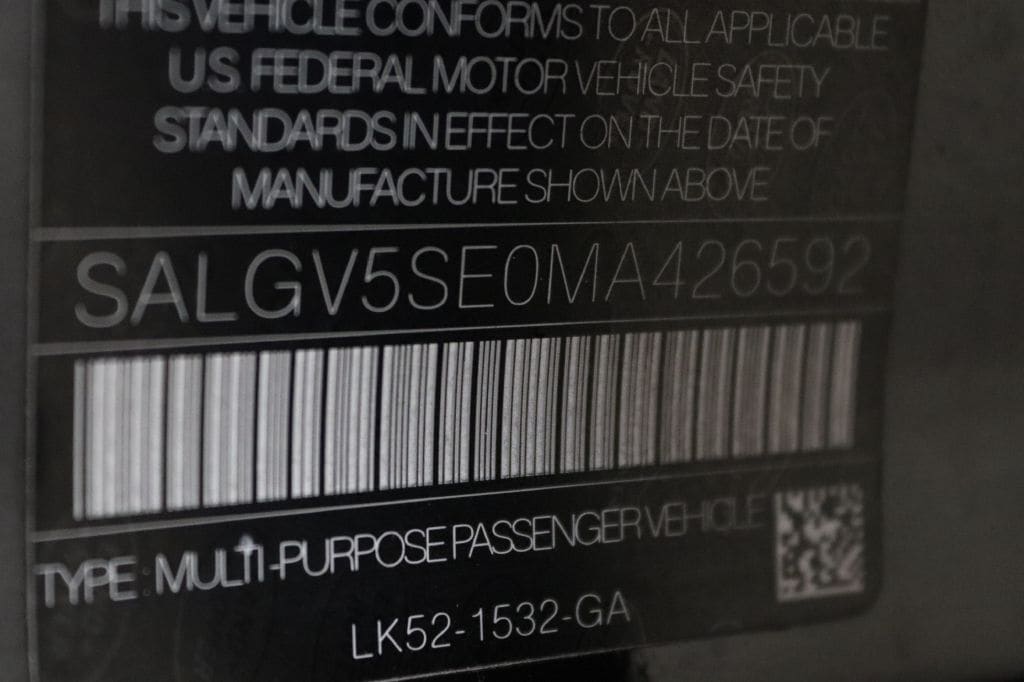 THIS VEHICLE CONFORMS TO ALL APPLICABLE
US FEDERAL MOTOR VEHICLE SAFETY
STANDARDS IN EFFECT ON THE DATE OF
MANUFACTURE SHOWN ABOVE
SALGV5SE0MA426592
TYPE: MULTI-PURPOSE PASSENGER VEHICLE
LK52-1532-GA